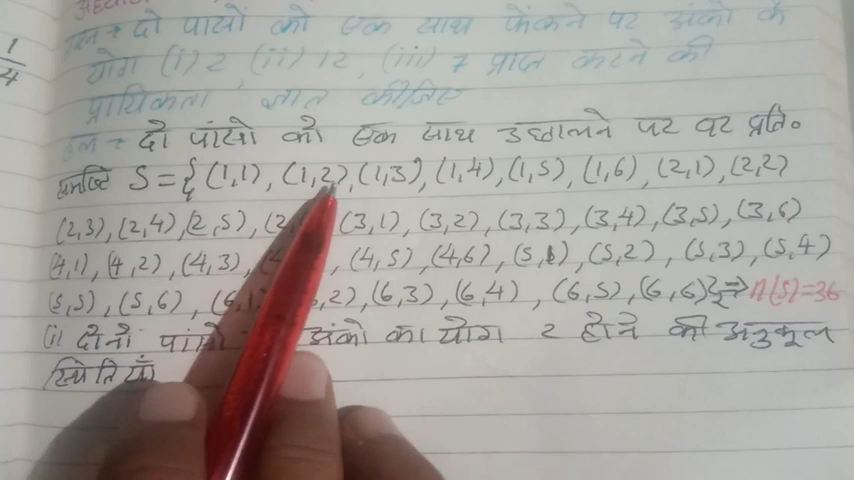 1/4
प्रश्न → दो पासों को एक साथ फेंकने पर अंको के
योग (i) 2 (ii) 12, (iii) 7 प्राप्त करने की
प्रायिकता ज्ञात कीजिए
हल → दो पांसो को एक साथ उछालने पर
समष्टि S = { (1,1), (1,2), (1,3), (1,4), (1,5), (1,6), (2,1), (2,2)
(2,3), (2,4), (2,5), (2, (3,1), (3,2), (3,3), (3,4), (3,5), (3,6)
(4,1), (4,2), (4,3), (4,5), (4,6), (5,1), (5,2), (5,3), (5,4)
(5,5), (5,6), (6,1 ,2), (6,3) (6,4), (6,5), (6,6)} ⇒ n(S)=36
(i) दोनो पांसो अंको का योग 2 होने की अनुकूल
स्थितियाँ